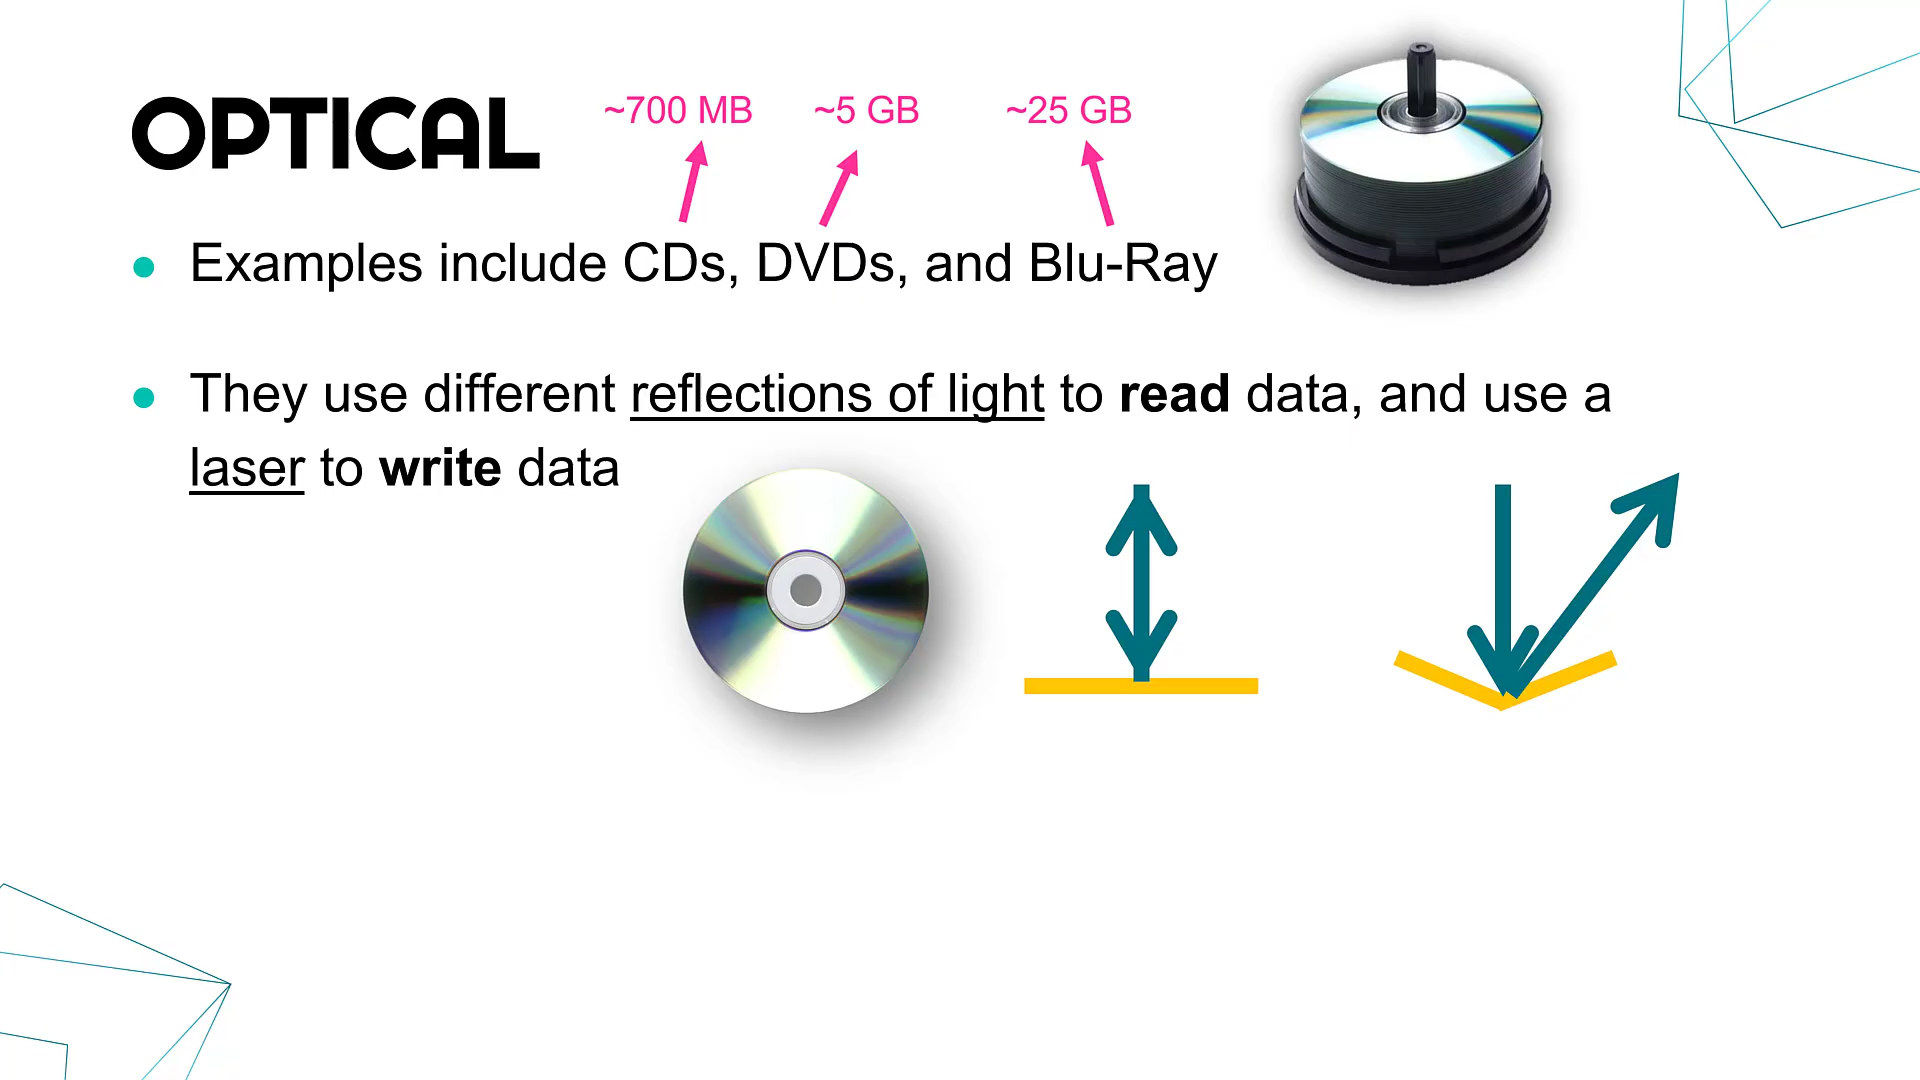 OPTICAL
~700 MB ~5 GB ~25 GB
Examples include CDs, DVDs, and Blu-Ray
They use different reflections of light to read data, and use a
laser to write data